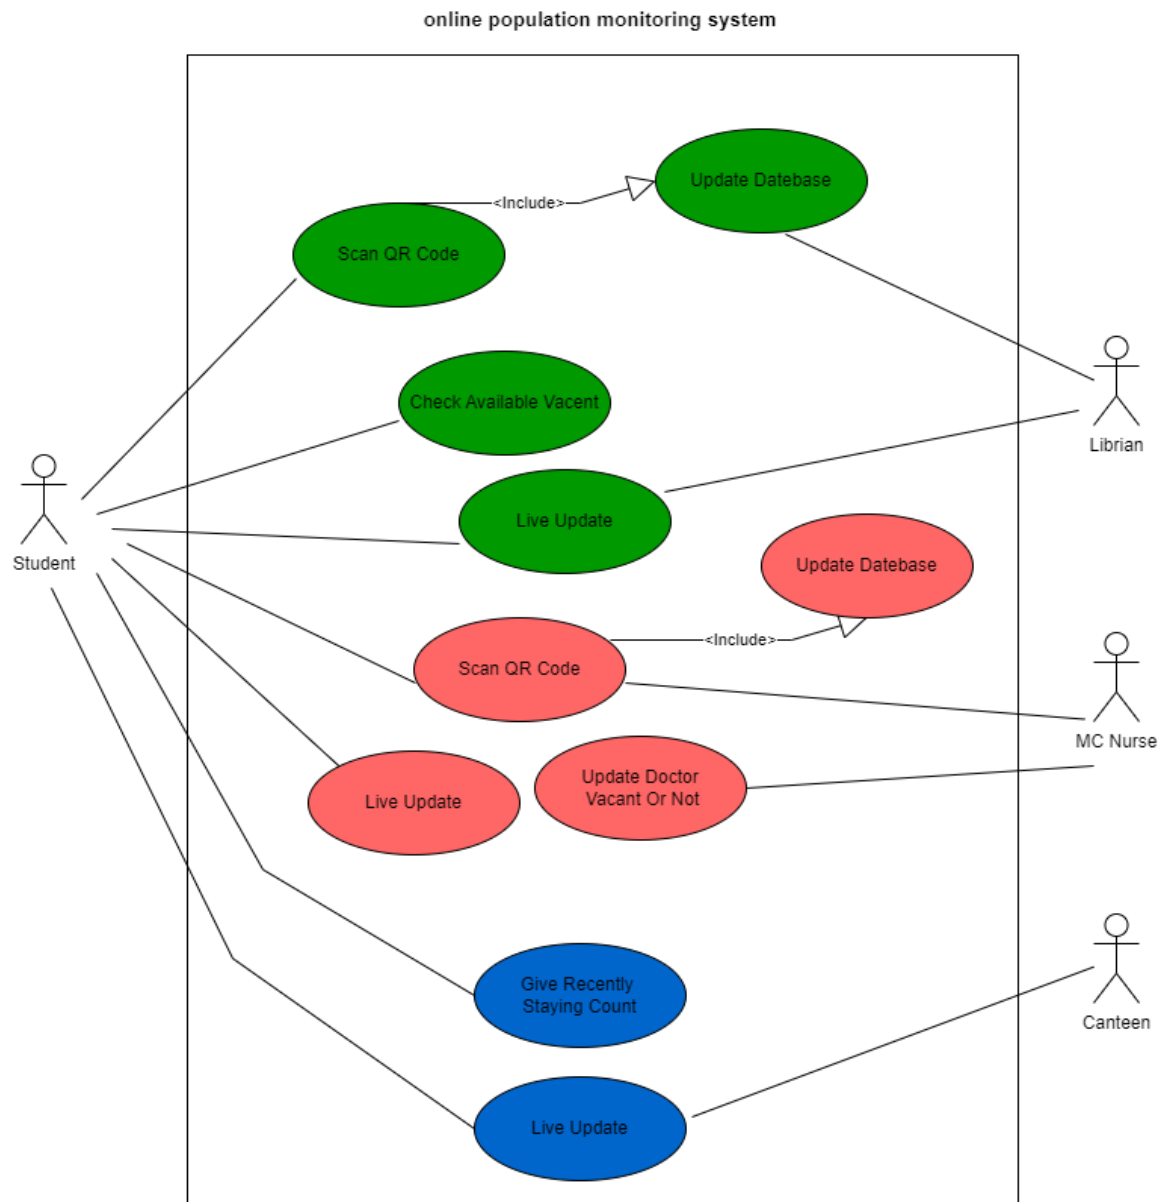 online population monitoring system
Update Datebase
<Include>
Scan QR Code
Check Available Vacent
Librian
Live Update
Student
Update Datebase
<Include>
Scan QR Code
MC Nurse
Update Doctor
Vacant Or Not
Live Update
Give Recently
Staying Count
Canteen
Live Update